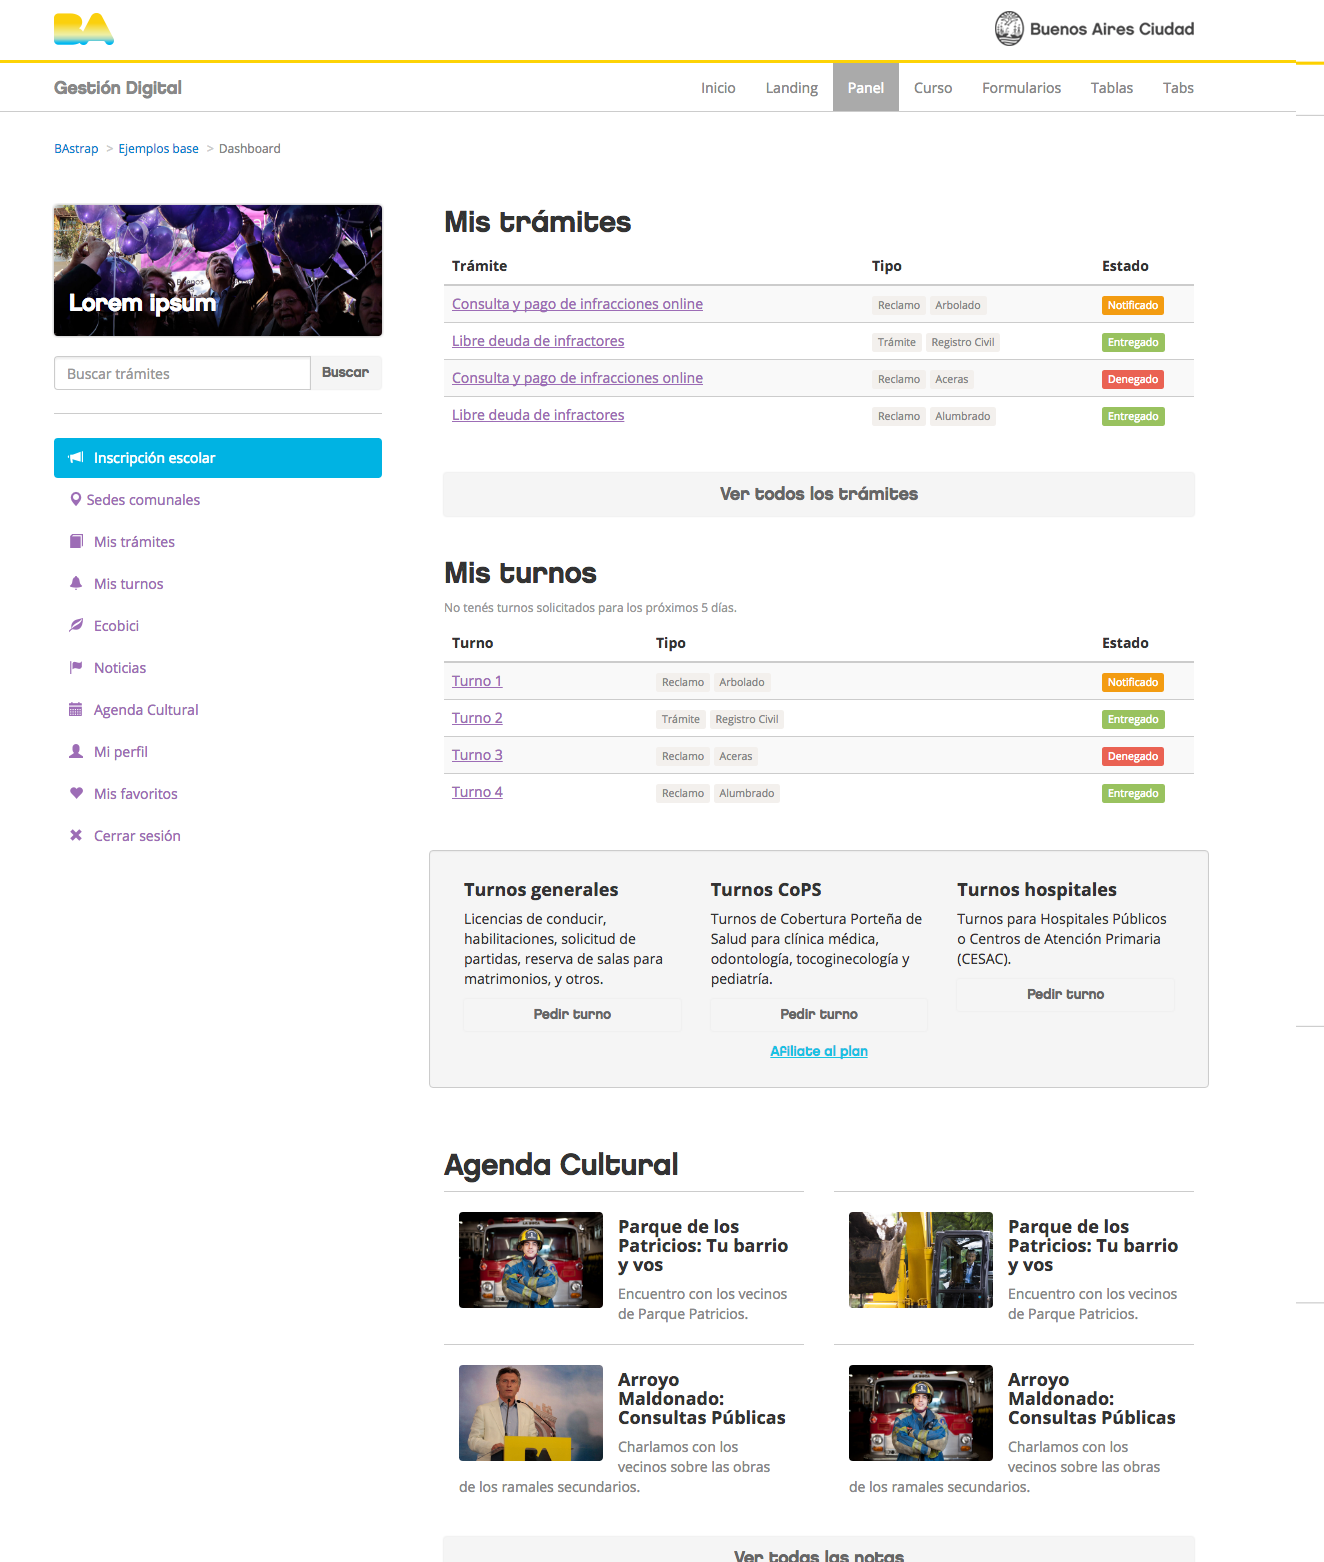 BA
Buenos Aires Ciudad
Gestión Digital
Inicio Landing Panel Curso Formularios Tablas Tabs
BAstrap > Ejemplos base > Dashboard
Lorem ipsum
Buscar trámites Buscar
Inscripción escolar
Sedes comunales
Mis trámites
Mis turnos
Ecobici
Noticias
Agenda Cultural
Mi perfil
Mis favoritos
Cerrar sesión
Mis trámites
Trámite Tipo Estado
Consulta y pago de infracciones online Reclamo Arbolado Notificado
Libre deuda de infractores Trámite Registro Civil Entregado
Consulta y pago de infracciones online Reclamo Aceras Denegado
Libre deuda de infractores Reclamo Alumbrado Entregado
Ver todos los trámites
Mis turnos
No tenés turnos solicitados para los próximos 5 días.
Turno Tipo Estado
Turno 1 Reclamo Arbolado Notificado
Turno 2 Trámite Registro Civil Entregado
Turno 3 Reclamo Aceras Denegado
Turno 4 Reclamo Alumbrado Entregado
Turnos generales
Licencias de conducir,
habilitaciones, solicitud de
partidas, reserva de salas para
matrimonios, y otros.
Pedir turno
Turnos CoPS
Turnos de Cobertura Porteña de
Salud para clínica médica,
odontología, tocoginecología y
pediatría.
Pedir turno
Afiliate al plan
Turnos hospitales
Turnos para Hospitales Públicos
o Centros de Atención Primaria
(CESAC).
Pedir turno
Agenda Cultural
Parque de los
Patricios: Tu barrio
y vos
Encuentro con los vecinos
de Parque Patricios.
Parque de los
Patricios: Tu barrio
y vos
Encuentro con los vecinos
de Parque Patricios.
BA
Arroyo
Maldonado:
Consultas Públicas
Charlamos con los
vecinos sobre las obras
de los ramales secundarios.
Arroyo
Maldonado:
Consultas Públicas
Charlamos con los
vecinos sobre las obras
de los ramales secundarios.
Ver todas las notas